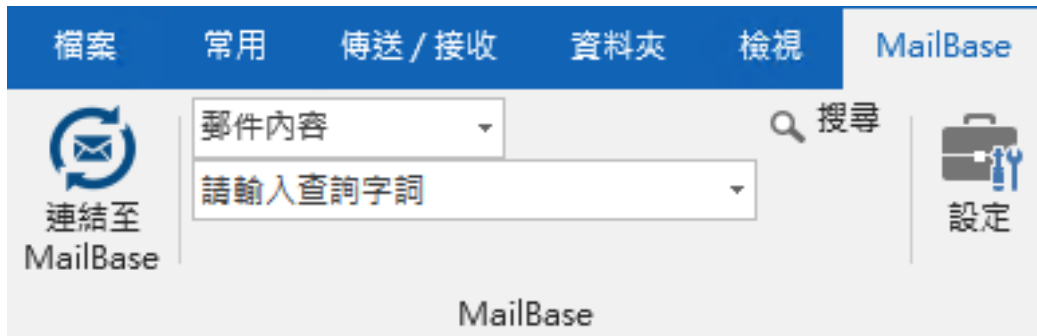 檔案 常用 傳送 / 接收 資料夾 檢視 MailBase
郵件內容
搜尋
請輸入查詢字詞
連結至
MailBase
設定
MailBase